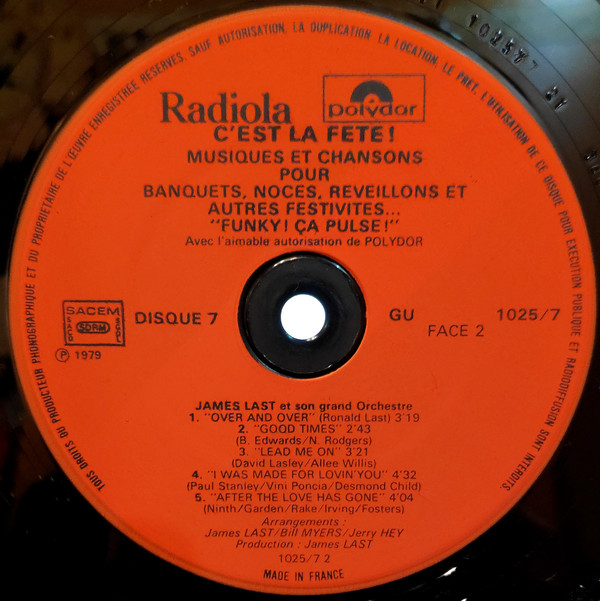 TOUS DROITS DU PRODUCTEUR PHONOGRAPHIQUE ET DU PROPRIETAIRE DE L'ŒUVRE ENREGISTREE RESERVES. SAUF AUTORISATION, LA DUPLICATION, LA LOCATION, LE PRET, L'UTILISATION DE CE DISQUE POUR EXECUTION PUBLIQUE ET RADIODIFFUSION SONT INTERDITS.
Radiola
polydor
C'EST LA FETE!
MUSIQUES ET CHANSONS
POUR
BANQUETS, NOCES, REVEILLONS ET
AUTRES FESTIVITES...
"FUNKY! ÇA PULSE!"
Avec l'aimable autorisation de POLYDOR
SACEM
SACD
SDRM
SGDL
DISQUE 7
GU
1025/7
FACE 2
Ⓟ 1979
JAMES LAST et son grand Orchestre
1. "OVER AND OVER" (Ronald Last) 3'19
2. "GOOD TIMES" 2'43
(B. Edwards/N. Rodgers)
3. "LEAD ME ON" 3'21
(David Lasley/Allee Willis)
4. "I WAS MADE FOR LOVIN'YOU" 4'32
(Paul Stanley/Vini Poncia/Desmond Child)
5. "AFTER THE LOVE HAS GONE" 4'04
(Ninth/Garden/Rake/Irving/Fosters)
Arrangements :
James LAST/Bill MYERS/Jerry HEY
Production : James LAST
1025/7 2
MADE IN FRANCE